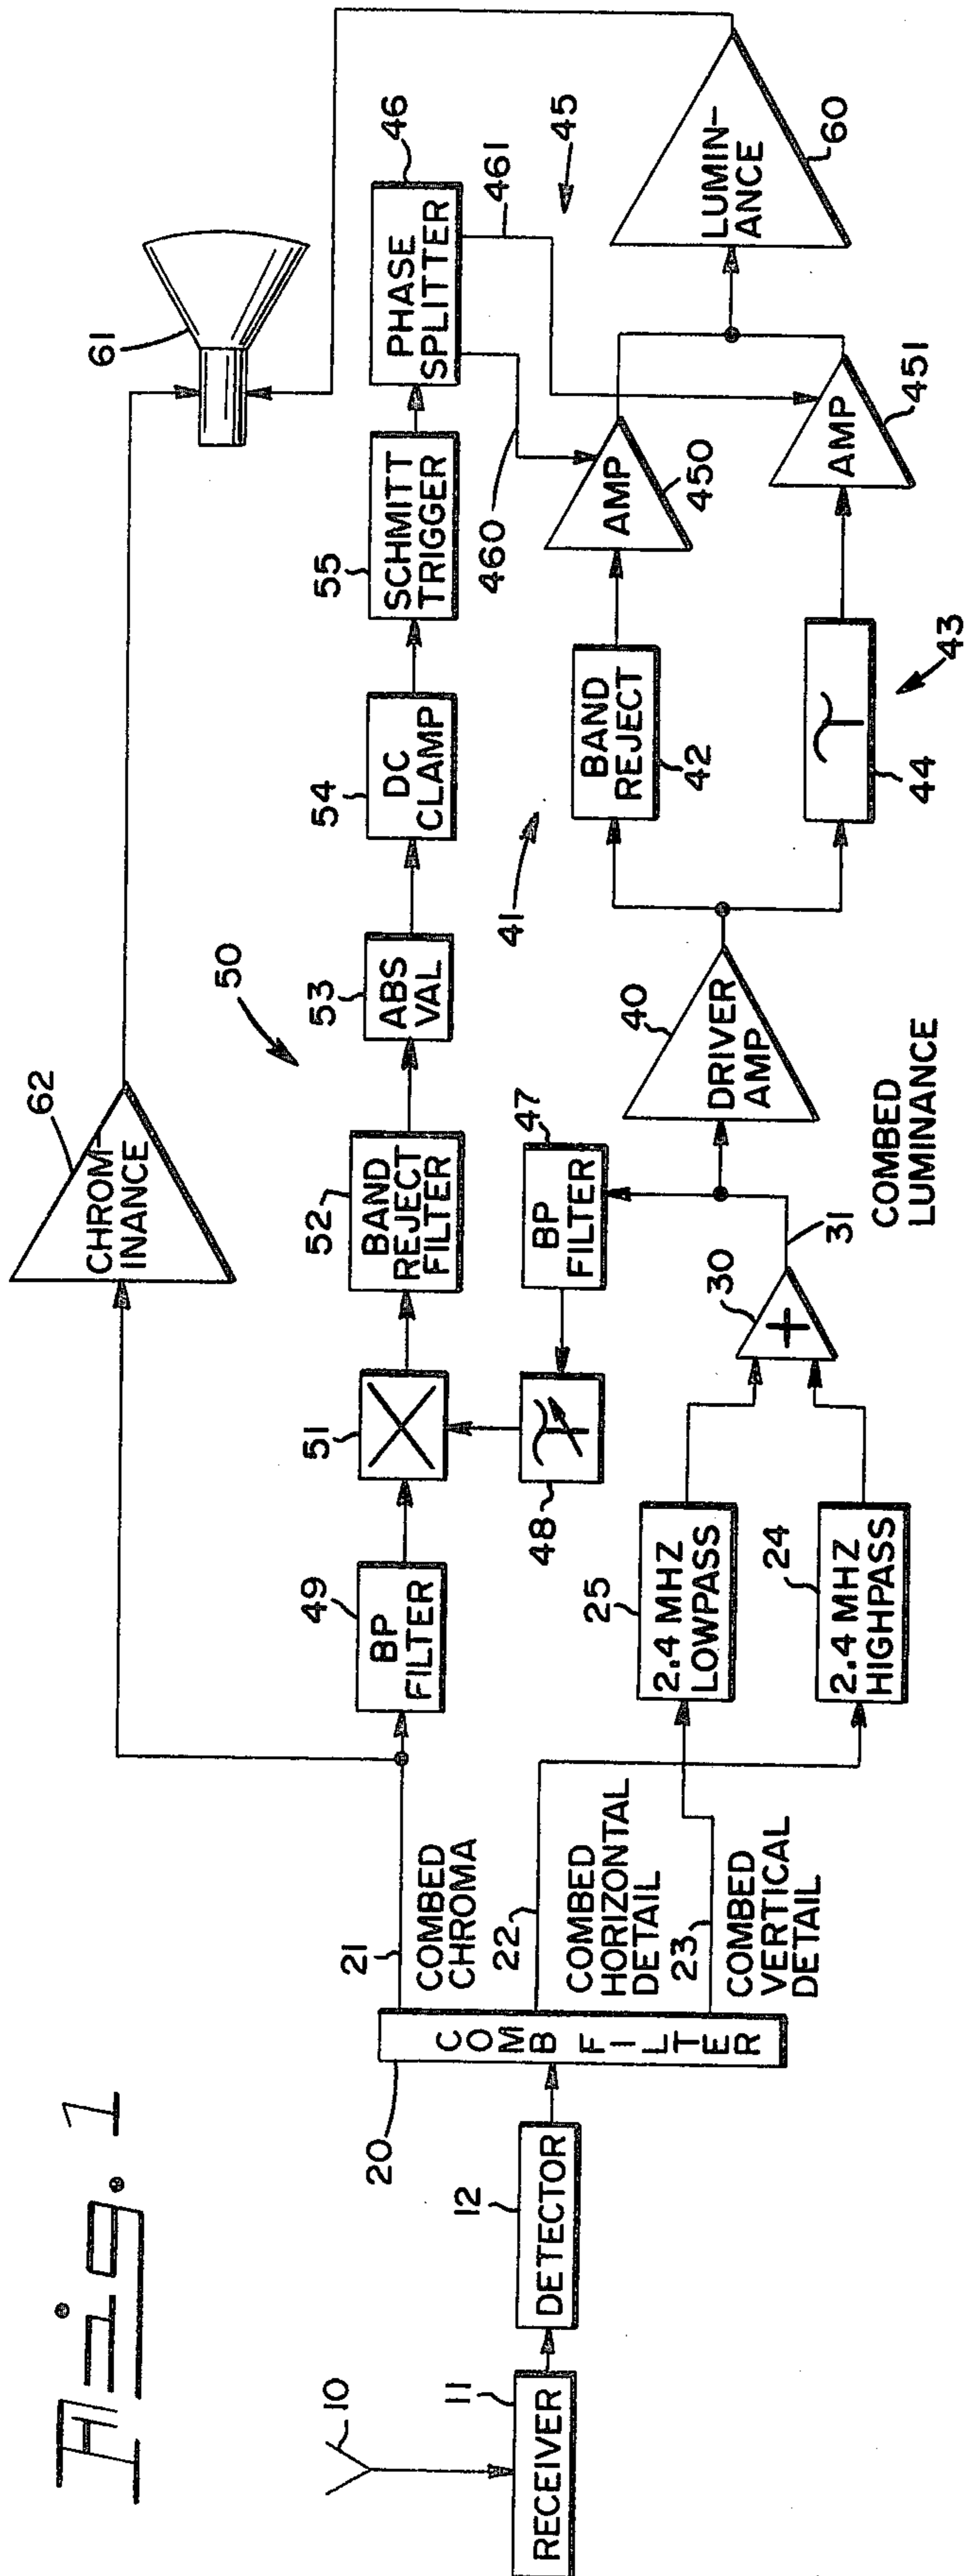 Fig. 1
10
11
RECEIVER
12
DETECTOR
20
COMB FILTER
21
COMBED
CHROMA
22
COMBED
HORIZONTAL
DETAIL
23
COMBED
VERTICAL
DETAIL
62
CHROM-
INANCE
61
49
BP
FILTER
51
52
BAND
REJECT
FILTER
50
53
ABS
VAL
54
DC
CLAMP
55
SCHMITT
TRIGGER
46
PHASE
SPLITTER
461
460
45
48
47
BP
FILTER
25
2.4 MHZ
LOWPASS
24
2.4 MHZ
HIGHPASS
30
+
31
COMBED
LUMINANCE
40
DRIVER
AMP
41
BAND
REJECT
42
43
44
AMP
450
AMP
451
LUMIN-
ANCE
60